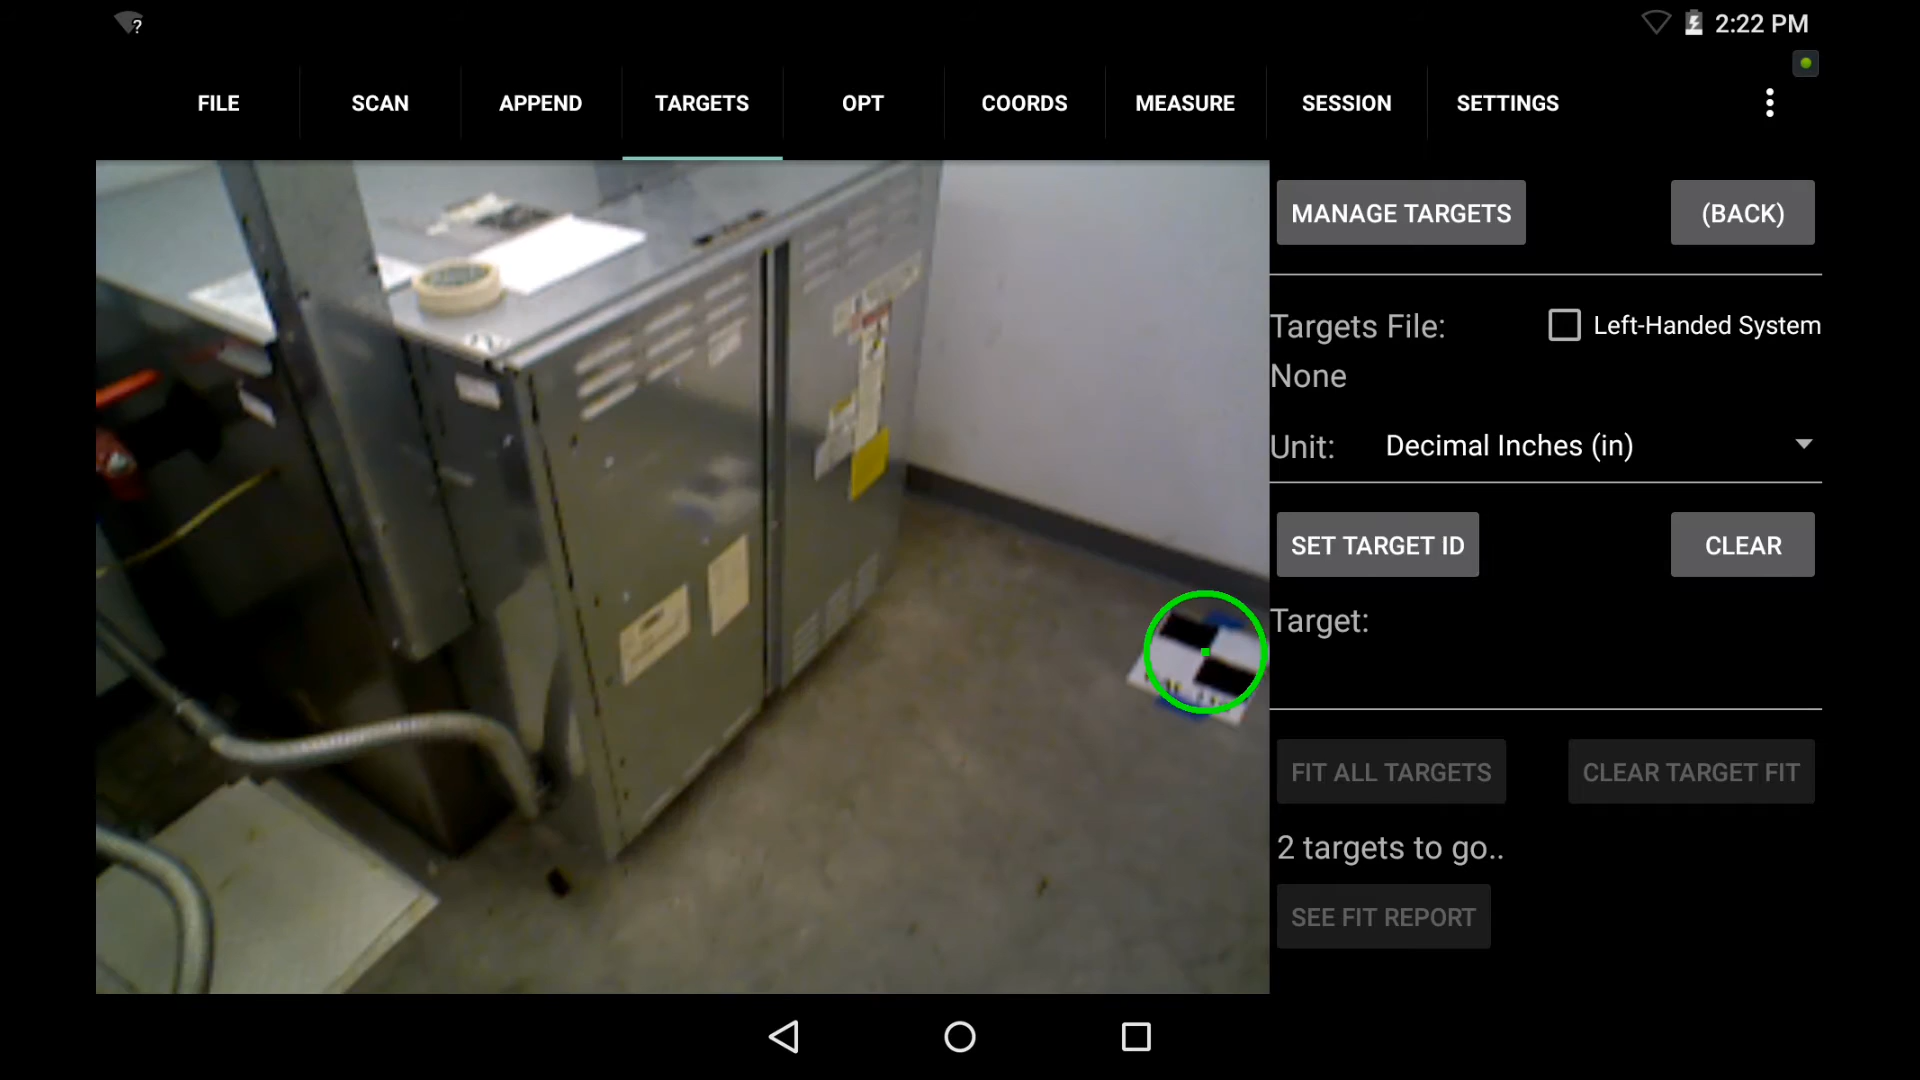 ?
2:22 PM
FILE SCAN APPEND TARGETS OPT COORDS MEASURE SESSION SETTINGS
MANAGE TARGETS (BACK)
Targets File: Left-Handed System
None
Unit: Decimal Inches (in)
SET TARGET ID CLEAR
Target:
FIT ALL TARGETS CLEAR TARGET FIT
2 targets to go..
SEE FIT REPORT